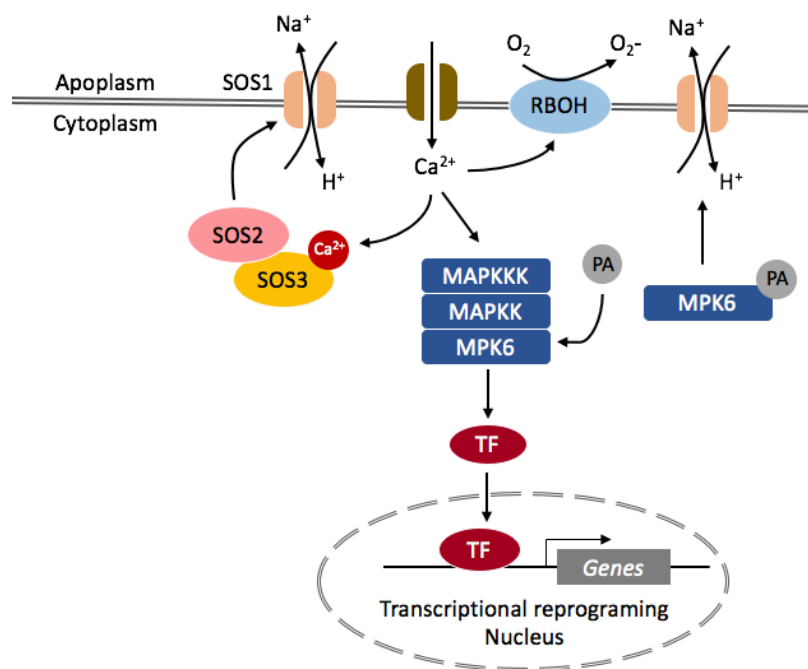 Na⁺
O₂
O₂-
Na⁺
Apoplasm
SOS1
Cytoplasm
RBOH
H⁺
Ca²⁺
H⁺
SOS2
Ca²⁺
SOS3
MAPKKK
MAPKK
MPK6
PA
PA
MPK6
TF
TF
Genes
Transcriptional reprograming
Nucleus